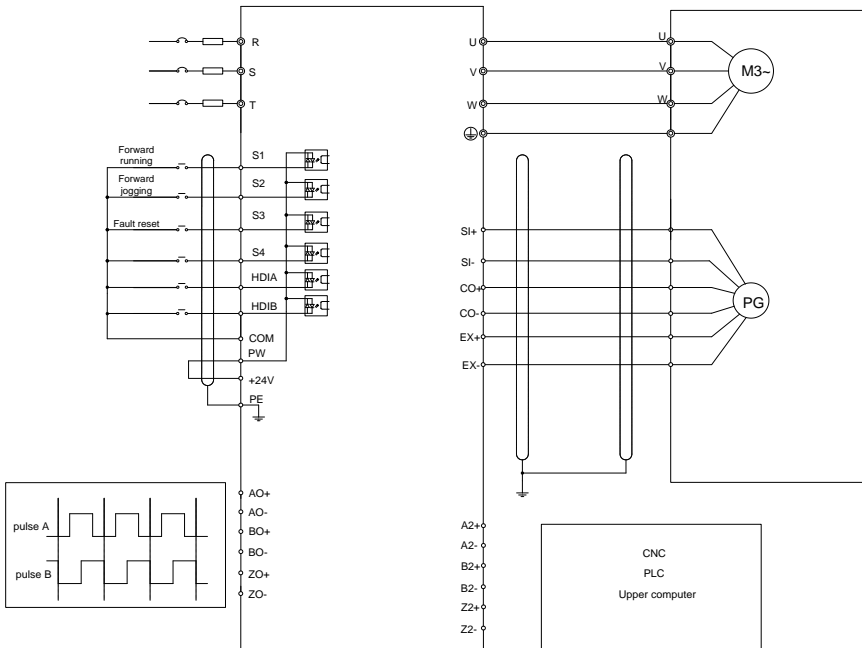 R
S
T
U
V
W
U
V
W
M3~
Forward
running
Forward
jogging
Fault reset
S1
S2
S3
S4
HDIA
HDIB
COM
PW
+24V
PE
SI+
SI-
CO+
CO-
EX+
EX-
PG
pulse A
pulse B
AO+
AO-
BO+
BO-
ZO+
ZO-
A2+
A2-
B2+
B2-
Z2+
Z2-
CNC
PLC
Upper computer